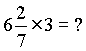 6 2/7 × 3 = ?